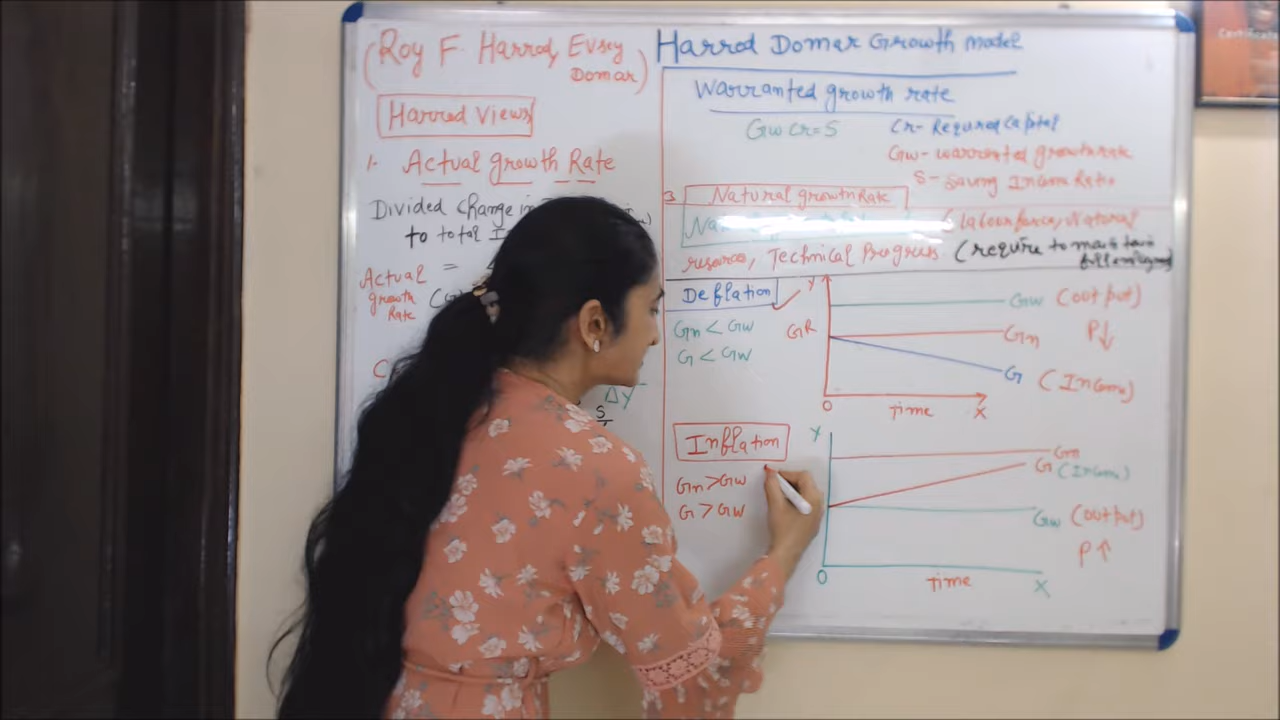 (Roy F. Harrod, Evsey
Domar)
Harrod Views
1. Actual growth Rate
Divided Change in
to total I
Actual =
growth
Rate
C
ΔY
S
Harrod Domar Growth model
Warranted growth rate
Gw Cr = S
Cr- Required Capital
Gw- warranted growth rate
S- Saving Income Ratio
3 Natural growth Rate
(labour force, Natural
resources, Technical Progress (require to maintain
full employment)
Deflation ✓
Gn < Gw
G < Gw
Y
GR
Gw (output)
Gn P↓
G (Income)
O Time X
Inflation
Gn > Gw
G > Gw
Y
Gn
G (Income)
Gw (output)
P↑
O Time X
Certificate